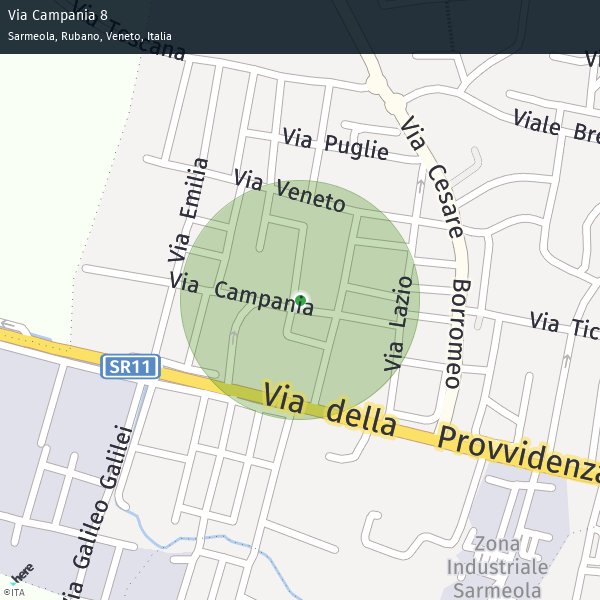 Via Campania 8
Sarmeola, Rubano, Veneto, Italia
Via Toscana
Via Puglie
Via Cesare Borromeo
Viale Bre
Via Veneto
Via Emilia
Via Campania
Via Lazio
Via Tic
SR11
Via della Provvidenza
Via Galileo Galilei
Zona
Industriale
Sarmeola
here
©ITA